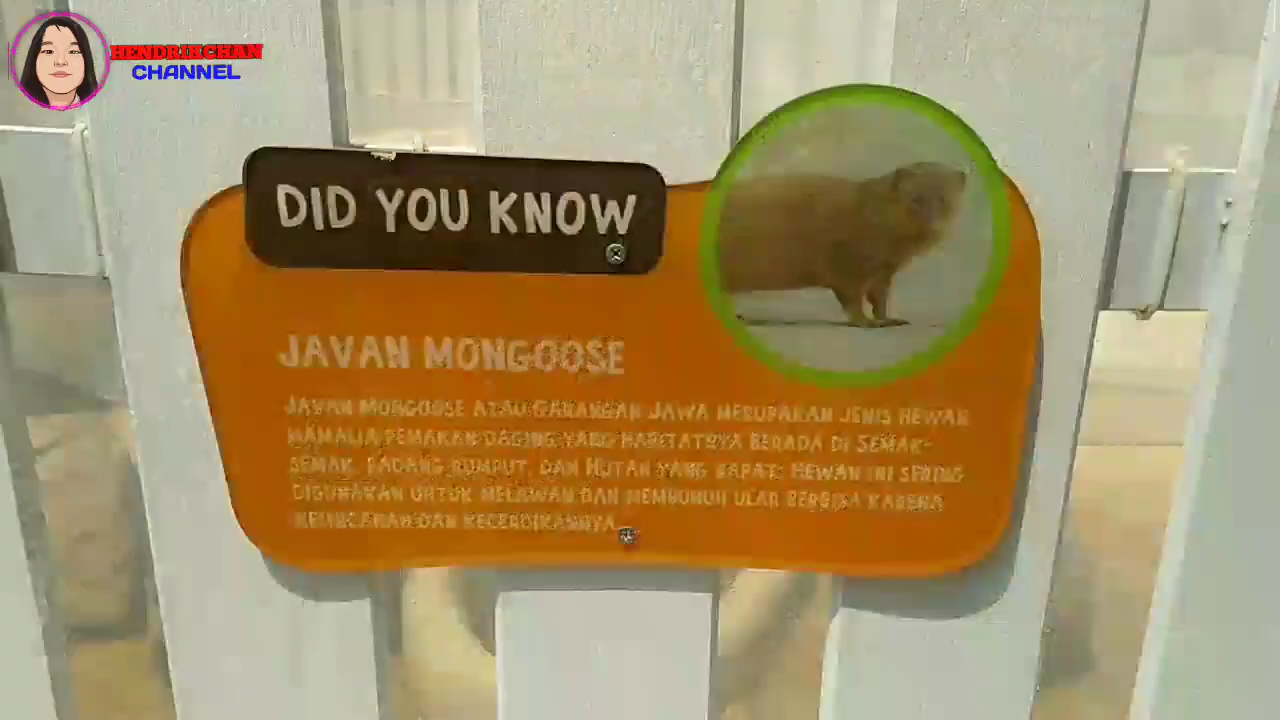 HENDRIKCHAN
CHANNEL
DID YOU KNOW
JAVAN MONGOOSE
JAVAN MONGOOSE ATAU GARANGAN JAWA MERUPAKAN JENIS HEWAN
MAMALIA PEMAKAN DAGING YANG HABITATNYA BERADA DI SEMAK-
SEMAK, PADANG RUMPUT, DAN HUTAN YANG RAPAT. HEWAN INI SERING
DIGUNAKAN UNTUK MELAWAN DAN MEMBUNUH ULAR BERBISA KARENA
DAN KECERDIKANNYA.